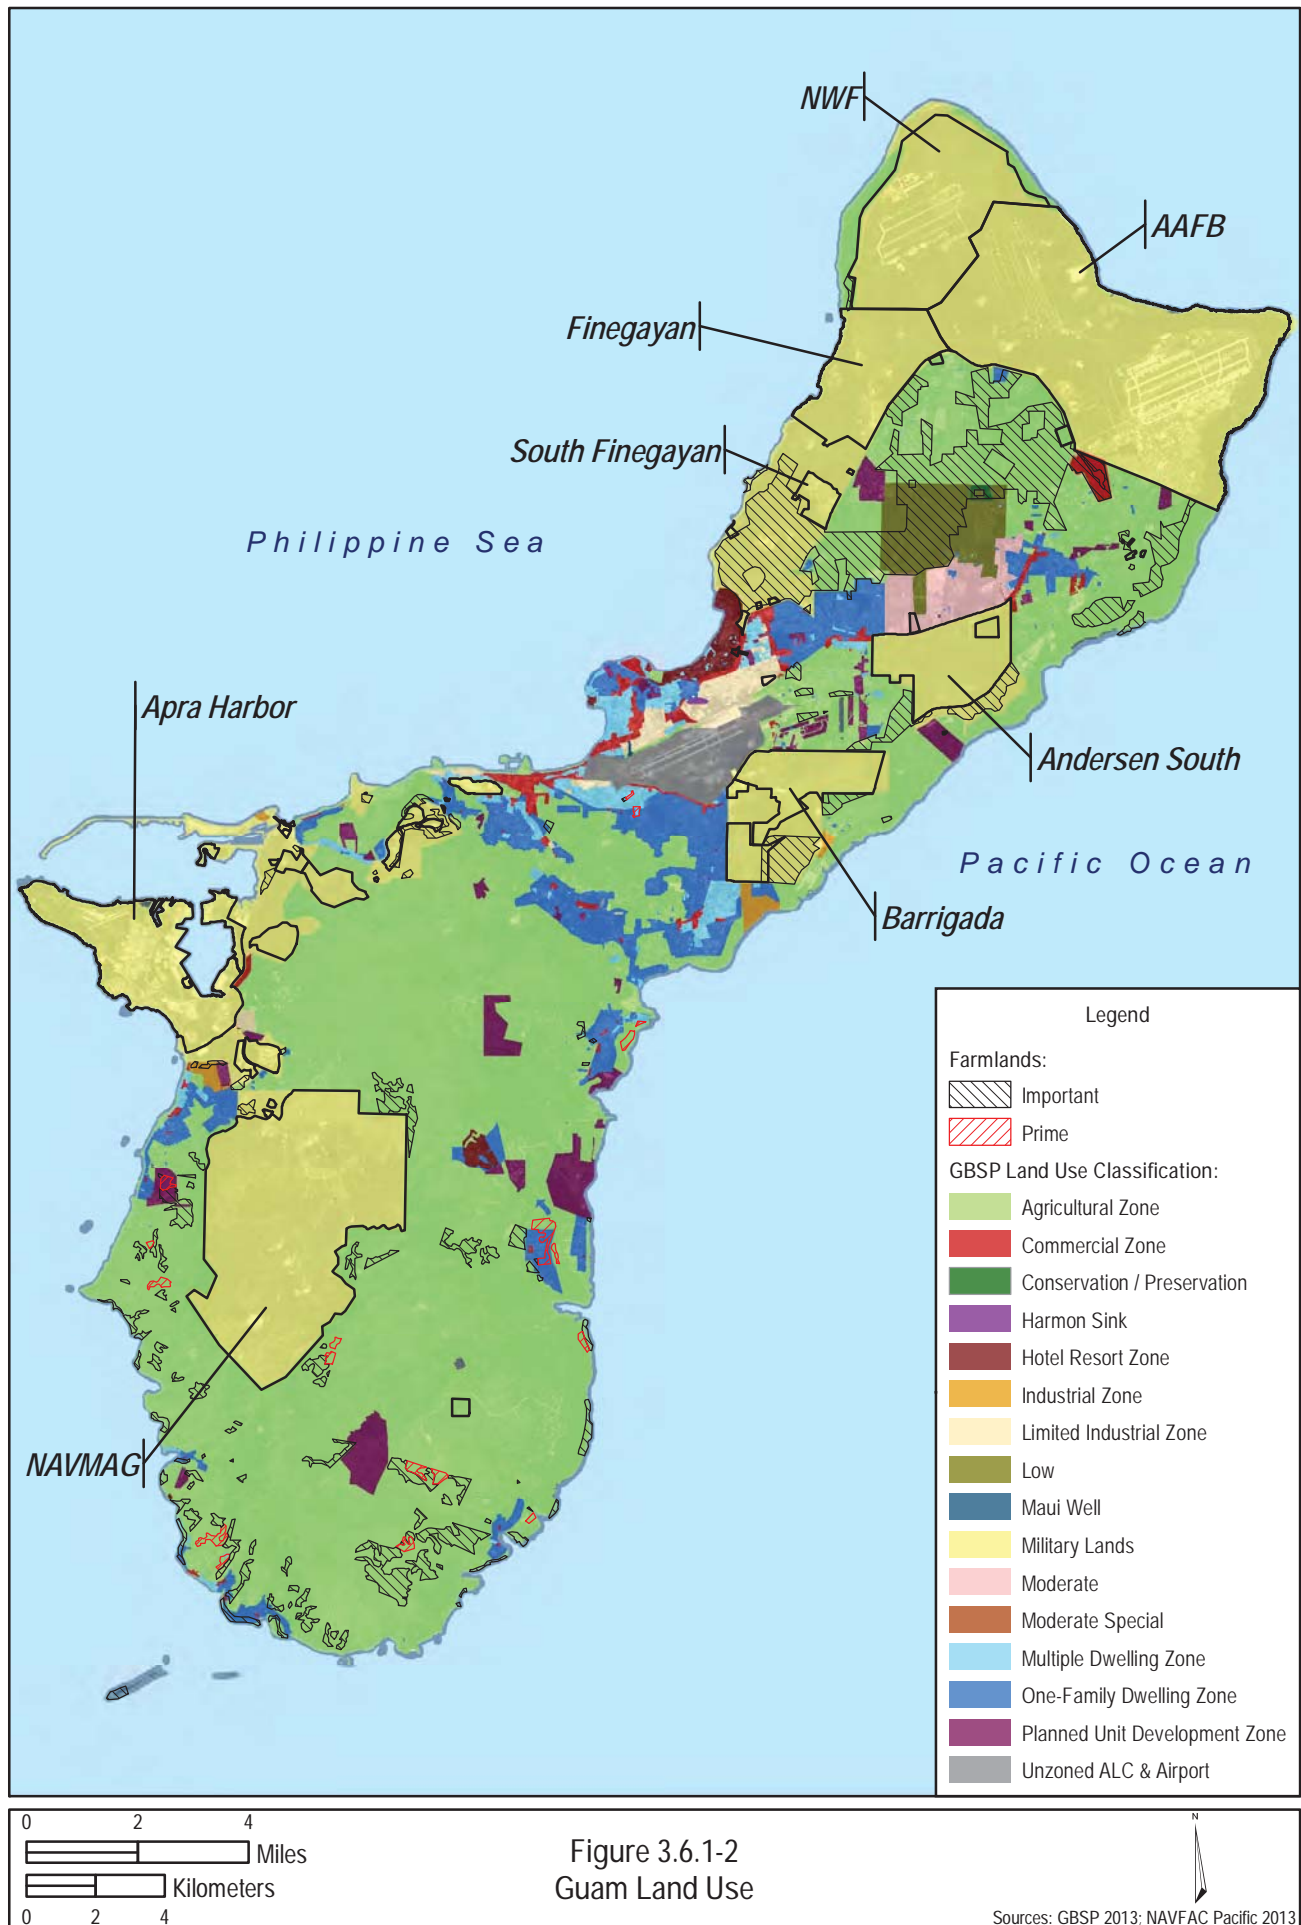 NWF
AAFB
Finegayan
South Finegayan
Philippine Sea
Apra Harbor
Andersen South
Pacific Ocean
Barrigada
NAVMAG
Legend
Farmlands:
Important
Prime
GBSP Land Use Classification:
Agricultural Zone
Commercial Zone
Conservation / Preservation
Harmon Sink
Hotel Resort Zone
Industrial Zone
Limited Industrial Zone
Low
Maui Well
Military Lands
Moderate
Moderate Special
Multiple Dwelling Zone
One-Family Dwelling Zone
Planned Unit Development Zone
Unzoned ALC & Airport
0 2 4
Miles
Kilometers
0 2 4
Figure 3.6.1-2
Guam Land Use
N
Sources: GBSP 2013; NAVFAC Pacific 2013